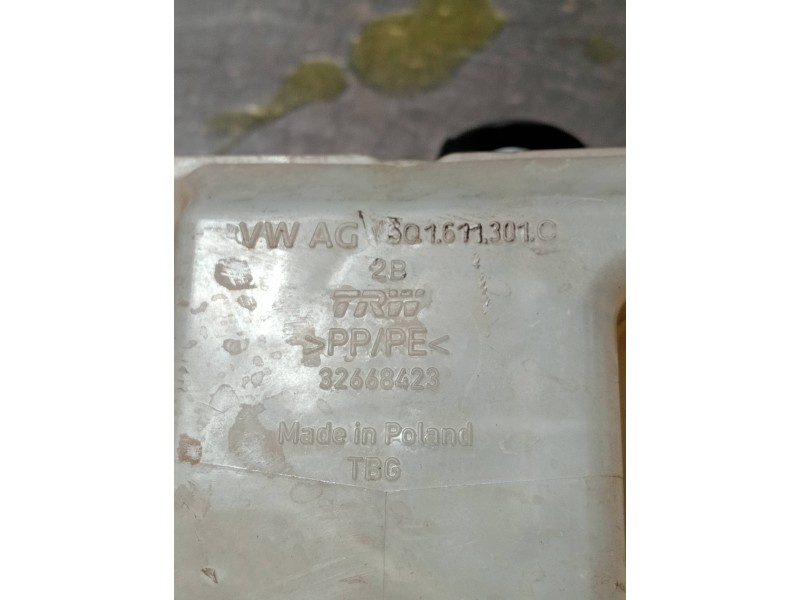 VW AG 5Q1.611.301.C
2B
TRW
>PP/PE<
32668423
Made in Poland
TBG